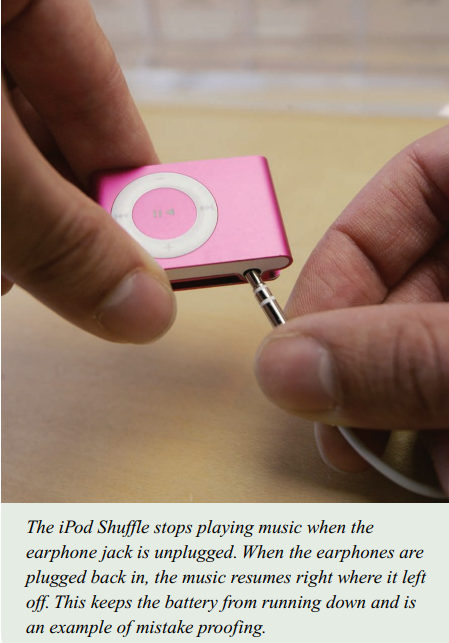 The iPod Shuffle stops playing music when the
earphone jack is unplugged. When the earphones are
plugged back in, the music resumes right where it left
off. This keeps the battery from running down and is
an example of mistake proofing.